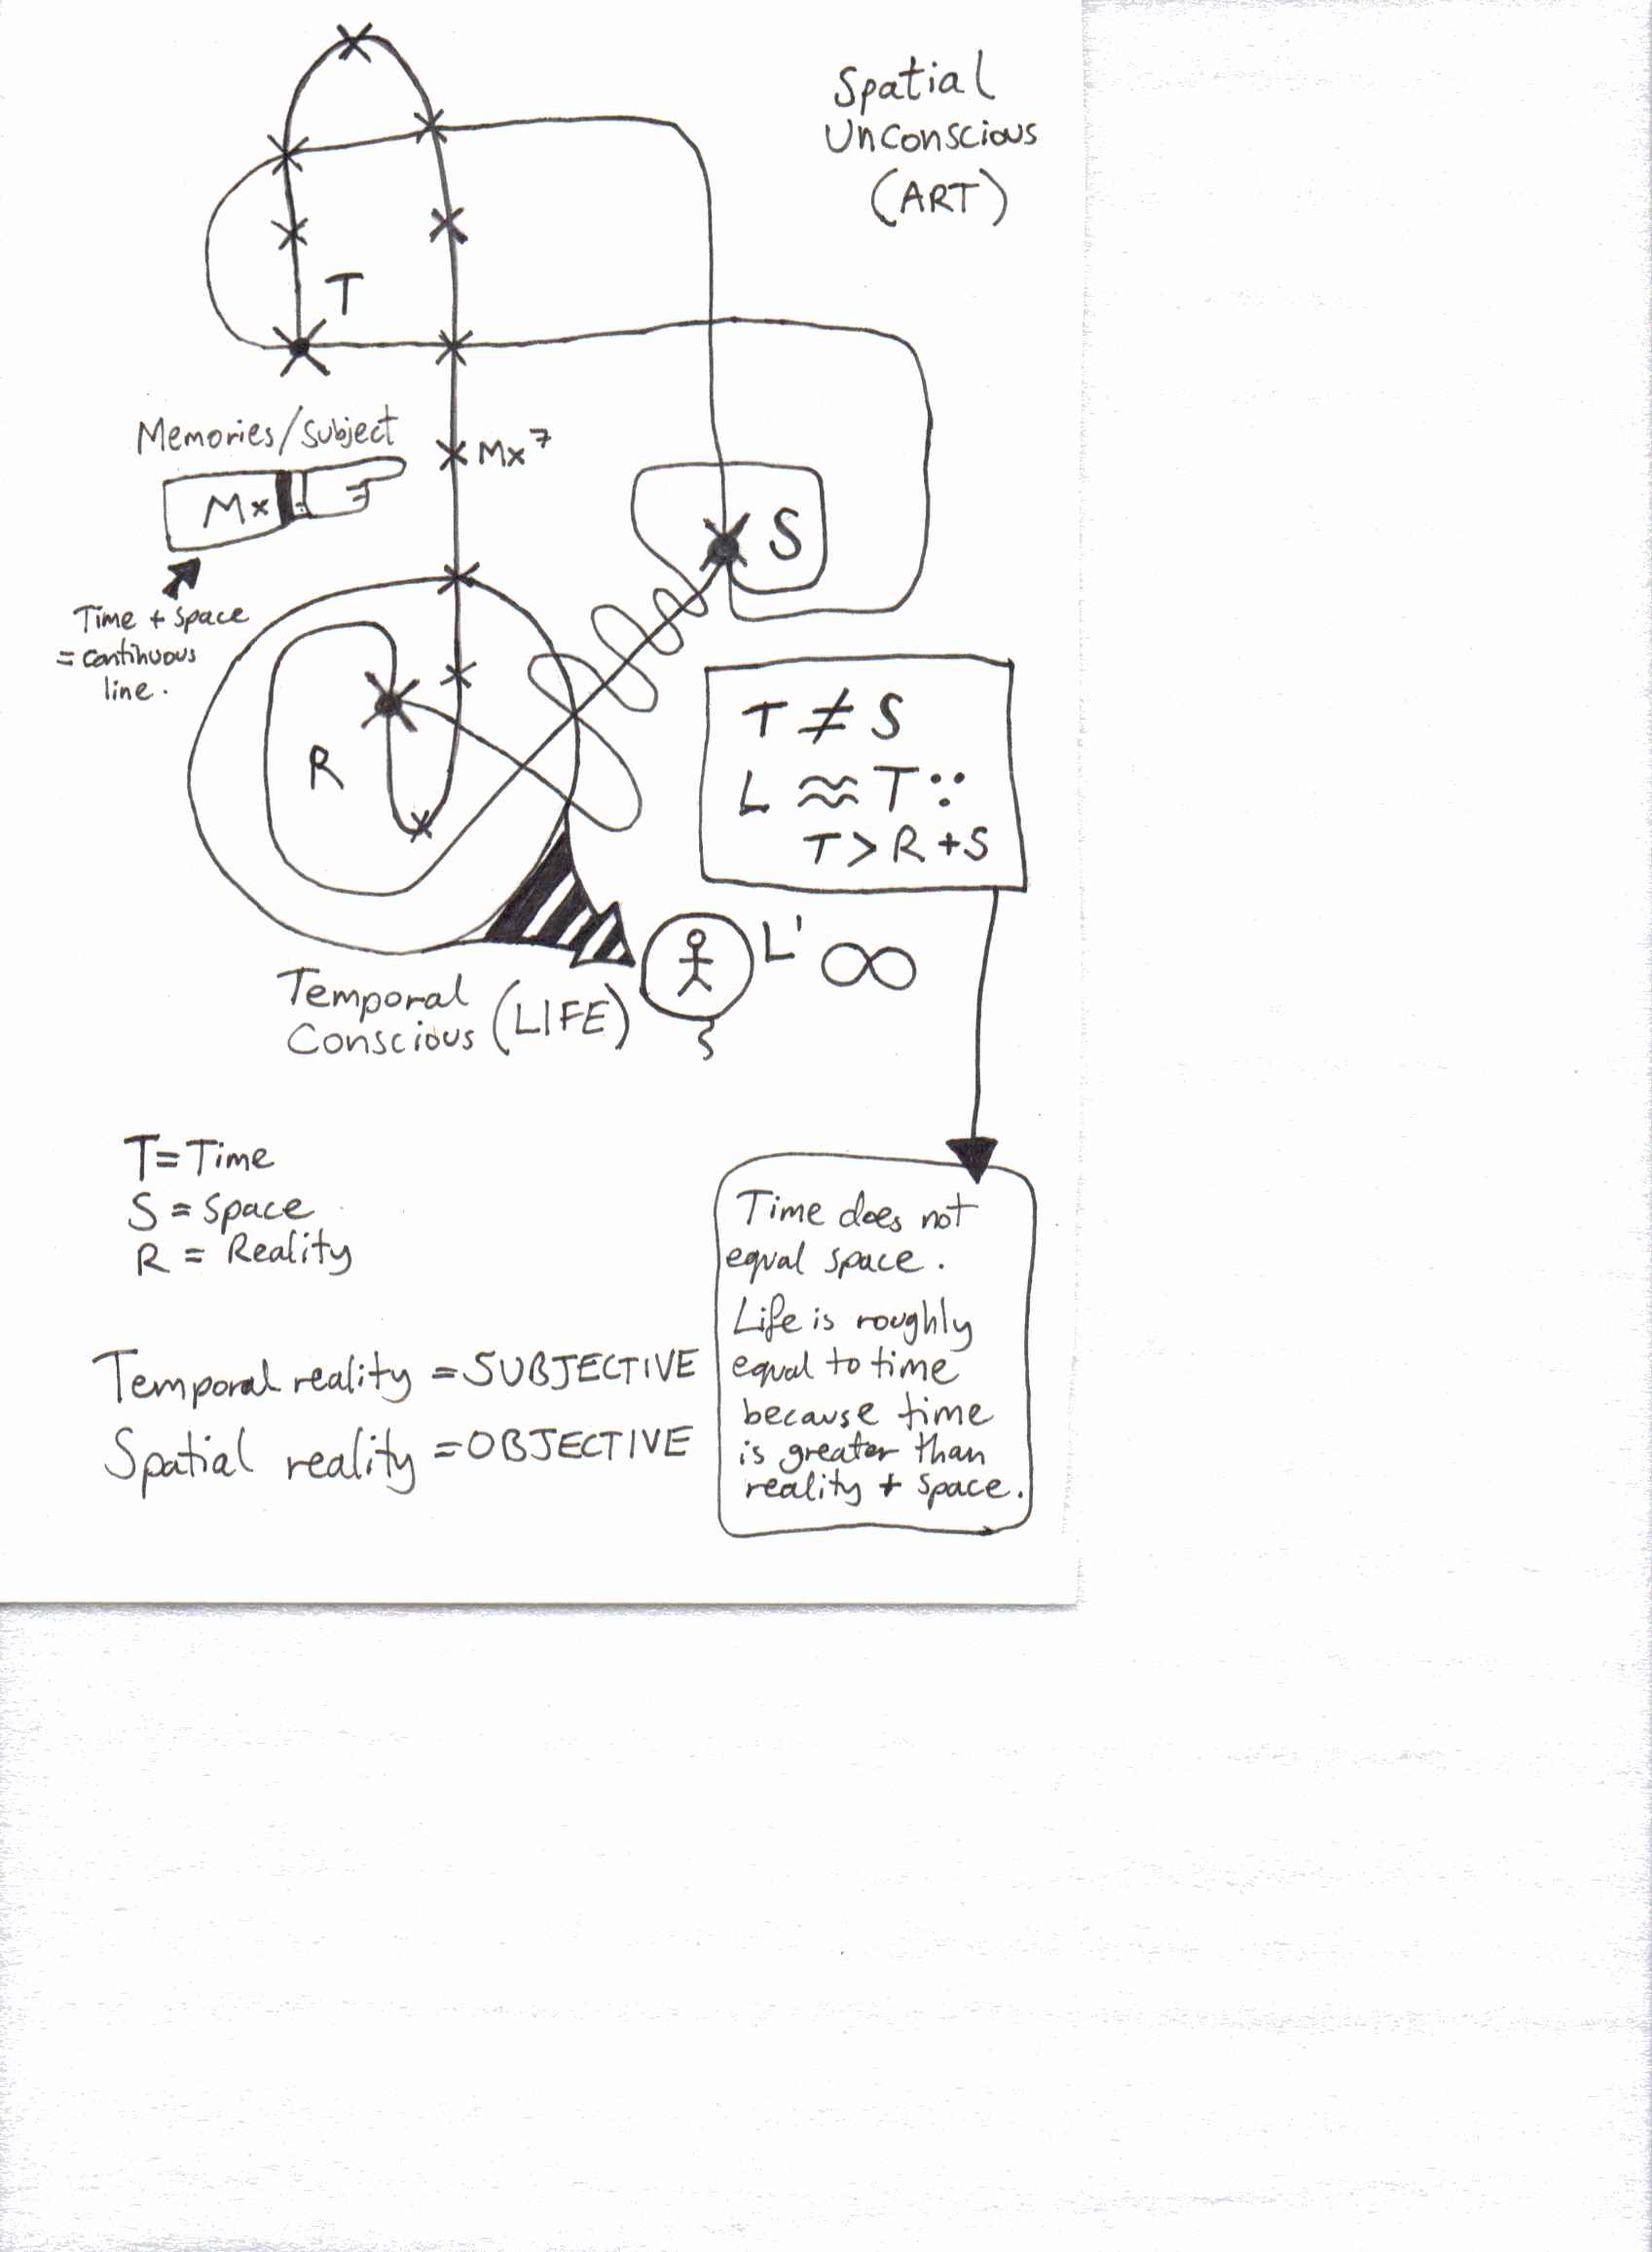 Spatial
Unconscious
(ART)
T
Memories/Subject
Mx
Mx⁷
S
Time + space
= continuous
line.
R
T ≠ S
L ≈ T ∵
T > R + S
L' ∞
Temporal
Conscious (LIFE)
T = Time
S = Space
R = Reality
Temporal reality = SUBJECTIVE
Spatial reality = OBJECTIVE
Time does not
equal space.
Life is roughly
equal to time
because time
is greater than
reality + space.